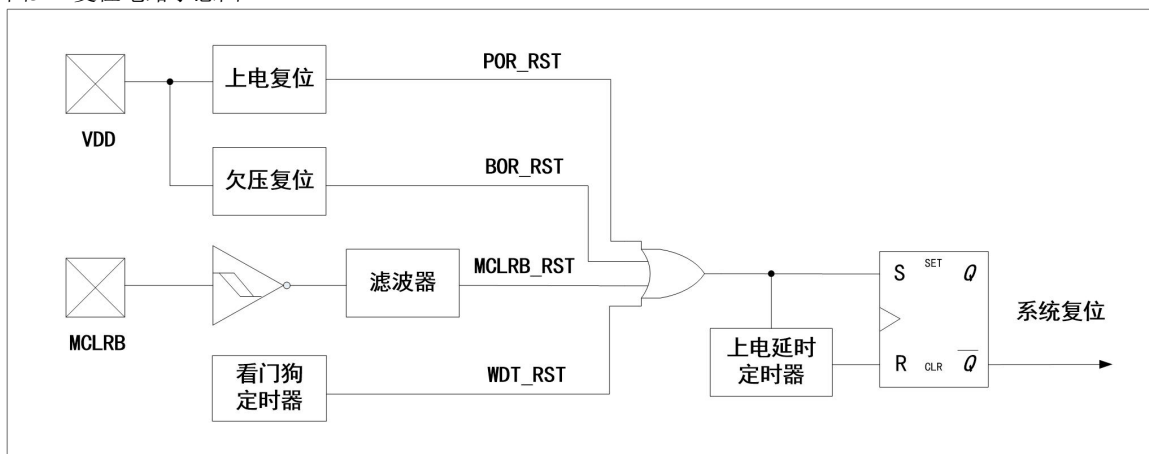 上电复位
POR_RST
VDD
欠压复位
BOR_RST
滤波器
MCLRB_RST
MCLRB
看门狗
定时器
WDT_RST
上电延时
定时器
S SET Q
R CLR Q
系统复位